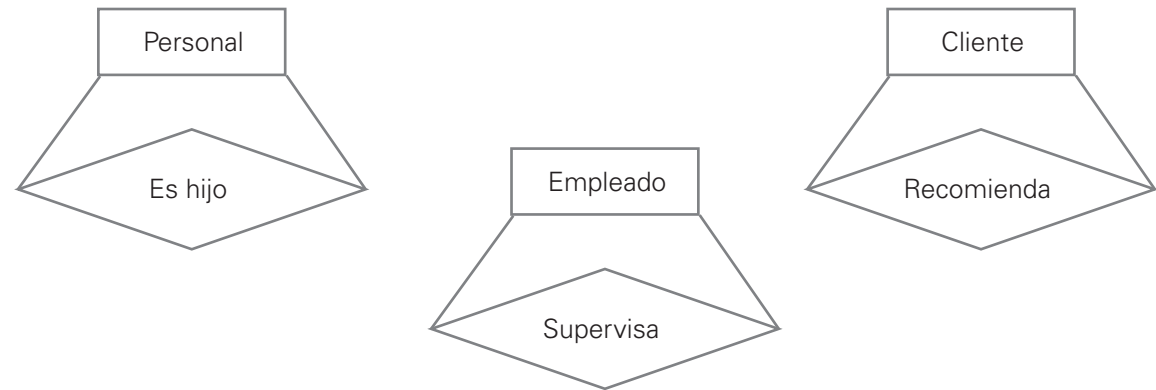 Personal
Es hijo
Empleado
Supervisa
Cliente
Recomienda